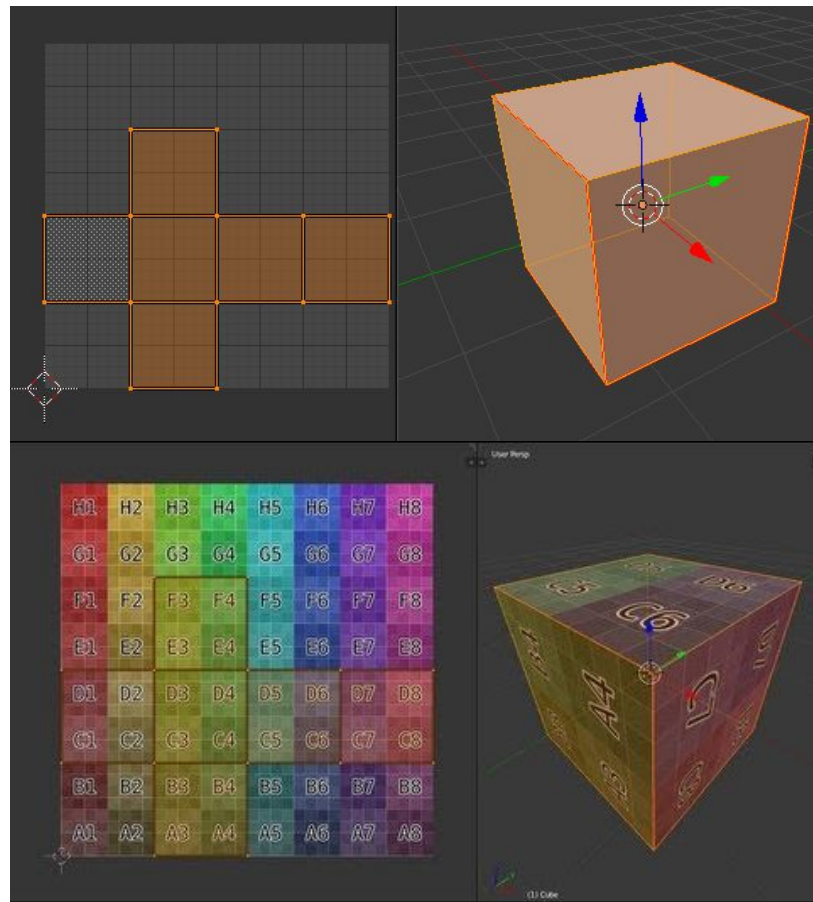 User Persp
H1 H2 H3 H4 H5 H6 H7 H8
G1 G2 G3 G4 G5 G6 G7 G8
F1 F2 F3 F4 F5 F6 F7 F8
E1 E2 E3 E4 E5 E6 E7 E8
D1 D2 D3 D4 D5 D6 D7 D8
C1 C2 C3 C4 C5 C6 C7 C8
B1 B2 B3 B4 B5 B6 B7 B8
A1 A2 A3 A4 A5 A6 A7 A8
C5 D6
C6
A4
C7
(1) Cube